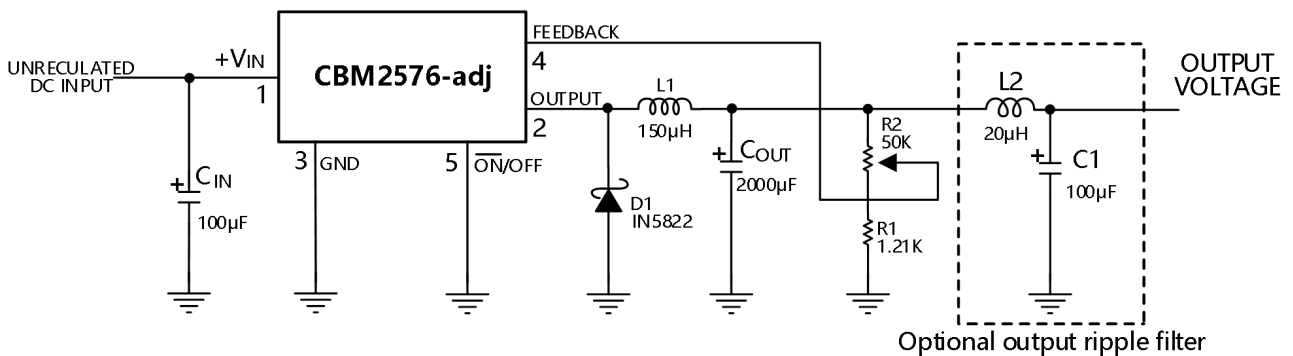 FEEDBACK
+VIN
4
UNRECULATED
DC INPUT
1
CBM2576-adj
OUTPUT
2
L1
150μH
L2
20μH
OUTPUT
VOLTAGE
3 GND
5 ON/OFF
R2
50K
+
CIN
100μF
D1
IN5822
+
COUT
2000μF
R1
1.21K
+
C1
100μF
Optional output ripple filter